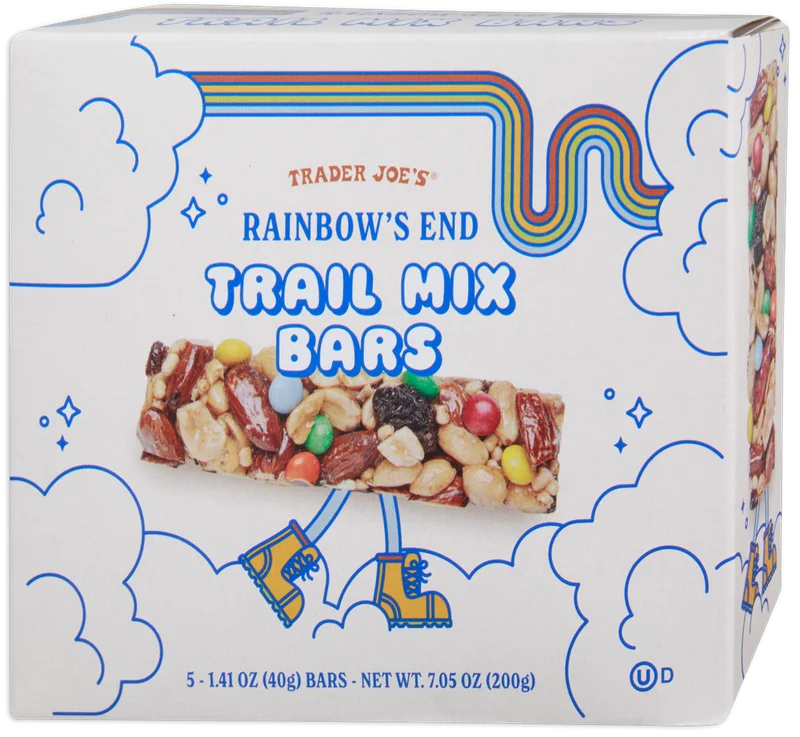 TRADER JOE'S®
RAINBOW'S END
TRAIL MIX
BARS
5 - 1.41 OZ (40g) BARS - NET WT. 7.05 OZ (200g)
U D